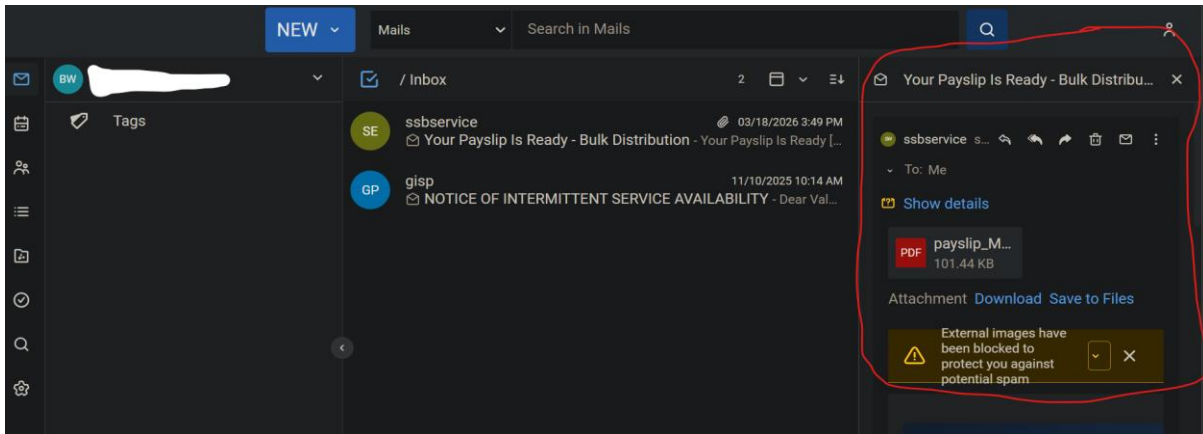 NEW
Mails
Search in Mails
BW
Tags
/ Inbox
2
SE
ssbservice
03/18/2026 3:49 PM
Your Payslip Is Ready - Bulk Distribution - Your Payslip Is Ready [...
GP
gisp
11/10/2025 10:14 AM
NOTICE OF INTERMITTENT SERVICE AVAILABILITY - Dear Val...
Your Payslip Is Ready - Bulk Distribu...
ssbservice s...
To: Me
Show details
PDF
payslip_M...
101.44 KB
Attachment Download Save to Files
External images have
been blocked to
protect you against
potential spam